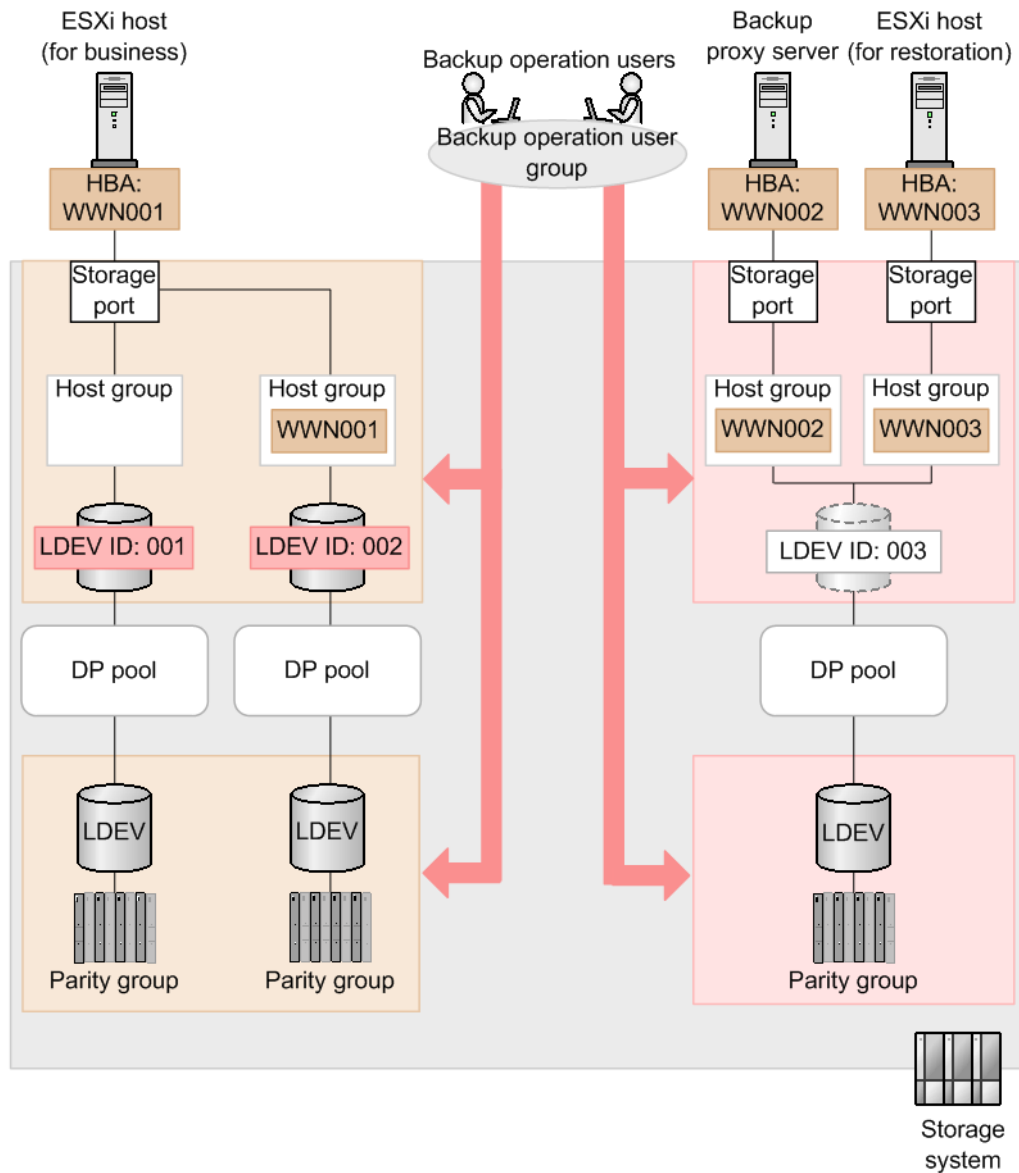 ESXi host
(for business)
Backup operation users
Backup operation user
group
Backup
proxy server
ESXi host
(for restoration)
HBA:
WWN001
HBA:
WWN002
HBA:
WWN003
Storage
port
Storage
port
Storage
port
Host group
Host group
WWN001
Host group
WWN002
Host group
WWN003
LDEV ID: 001
LDEV ID: 002
LDEV ID: 003
DP pool
DP pool
DP pool
LDEV
LDEV
LDEV
Parity group
Parity group
Parity group
Storage
system